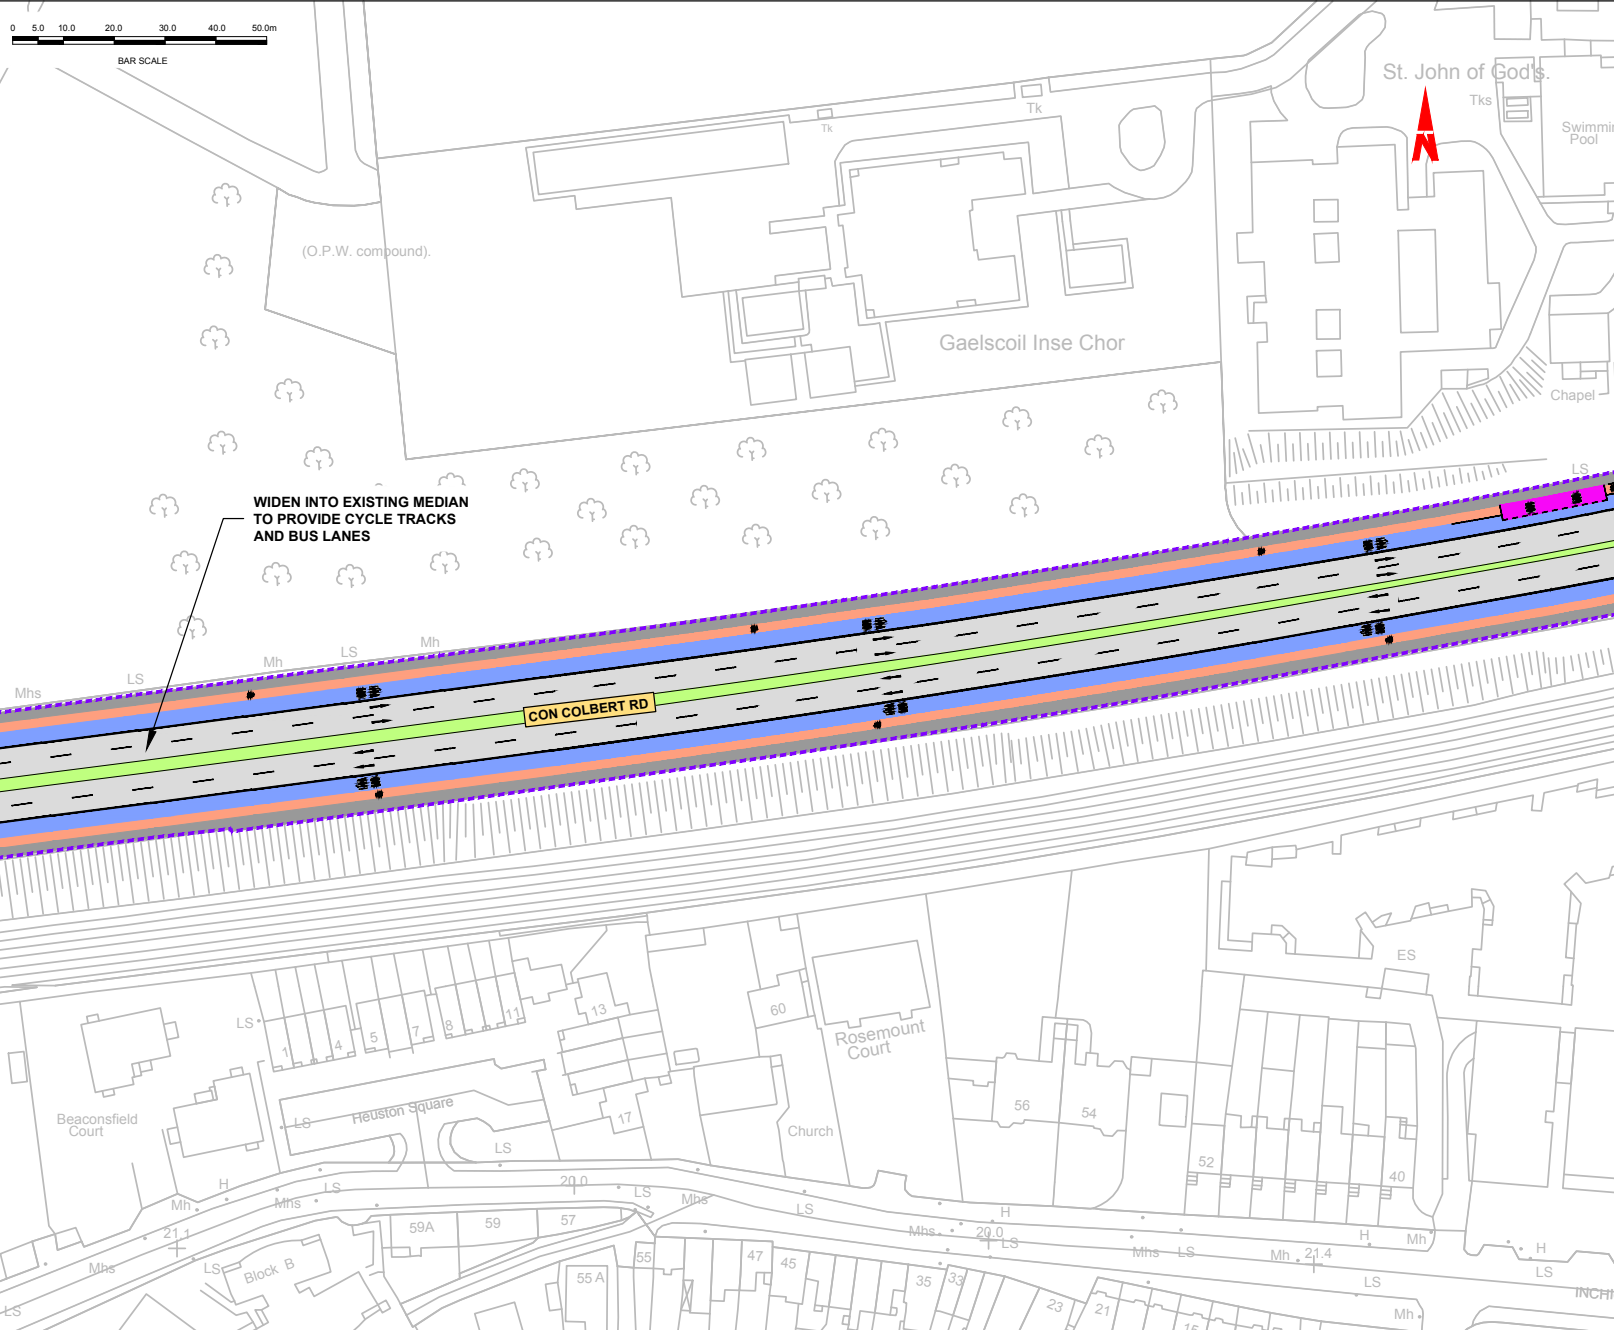 0 5.0 10.0 20.0 30.0 40.0 50.0m
BAR SCALE
St. John of God's.
Tks
Tk
Tk
Pool
(O.P.W. compound).
Gaelscoil Inse Chor
Chapel
LS
WIDEN INTO EXISTING MEDIAN
TO PROVIDE CYCLE TRACKS
AND BUS LANES
N
Mh
LS
Mh
LS
Mhs
CON COLBERT RD
ES
LS
1
4
5
7
8
11
13
60
Rosemount
Court
Beaconsfield
Court
LS
Heuston Square
17
Church
56
54
52
40
LS
H
LS
Mh
Mhs
20.0
LS
Mhs
LS
H
21.1
59A
59
57
Mhs
20.0
LS
Mhs
LS
Mh
21.4
H
Mh
H
LS
LS
Mhs
LS
Block B
55
55 A
47
45
35
33
23
21
15
Mh
LS